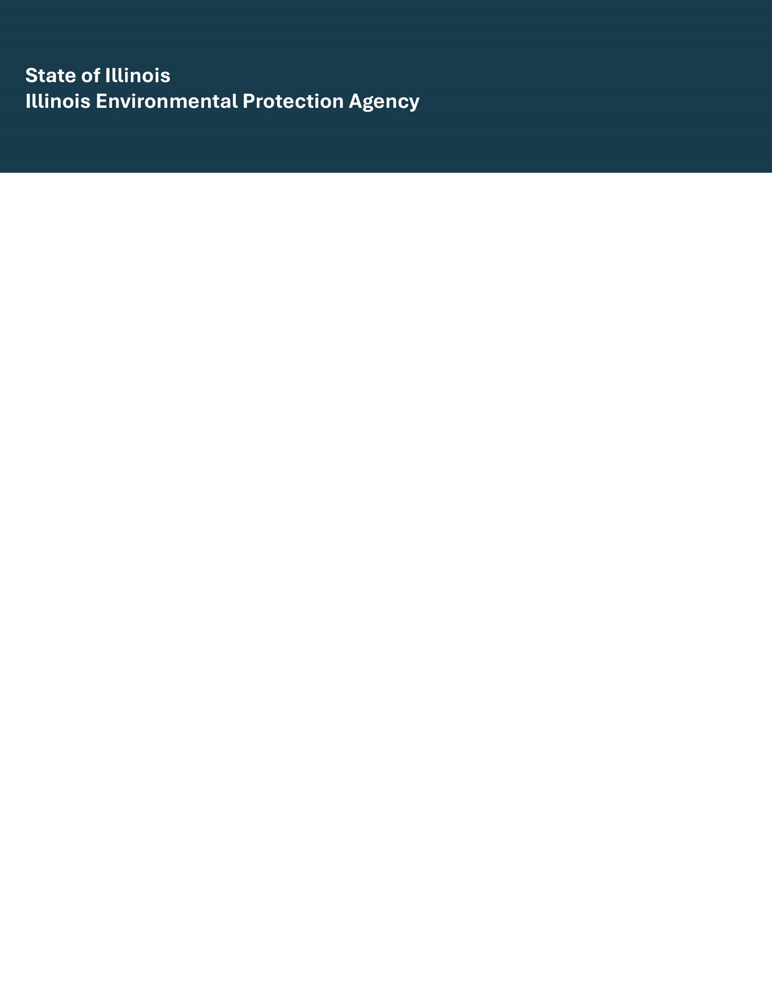 State of Illinois
Illinois Environmental Protection Agency